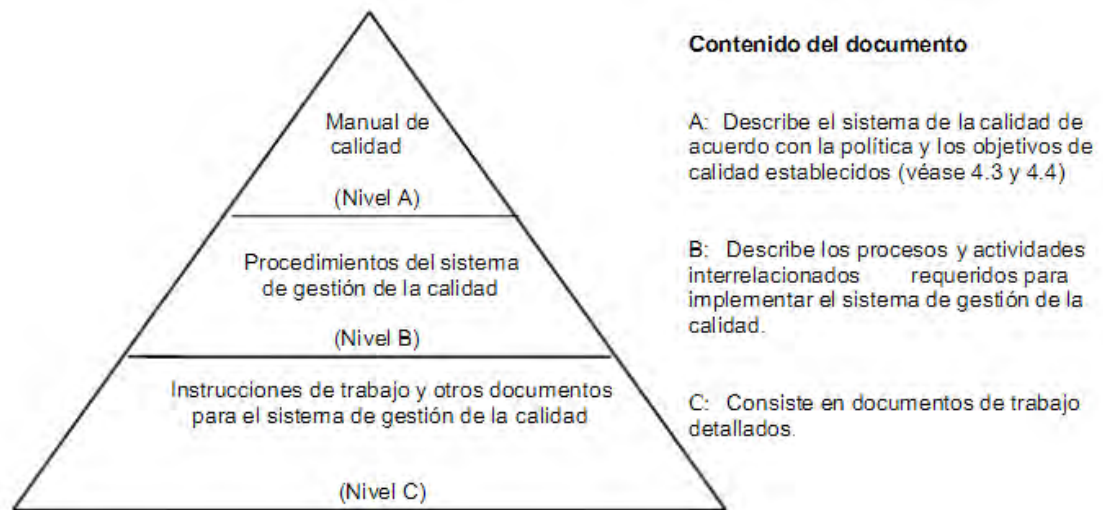 Manual de
calidad
(Nivel A)
Procedimientos del sistema
de gestión de la calidad
(Nivel B)
Instrucciones de trabajo y otros documentos
para el sistema de gestión de la calidad
(Nivel C)
Contenido del documento
A: Describe el sistema de la calidad de
acuerdo con la política y los objetivos de
calidad establecidos (véase 4.3 y 4.4)
B: Describe los procesos y actividades
interrelacionados requeridos para
implementar el sistema de gestión de la
calidad.
C: Consiste en documentos de trabajo
detallados.